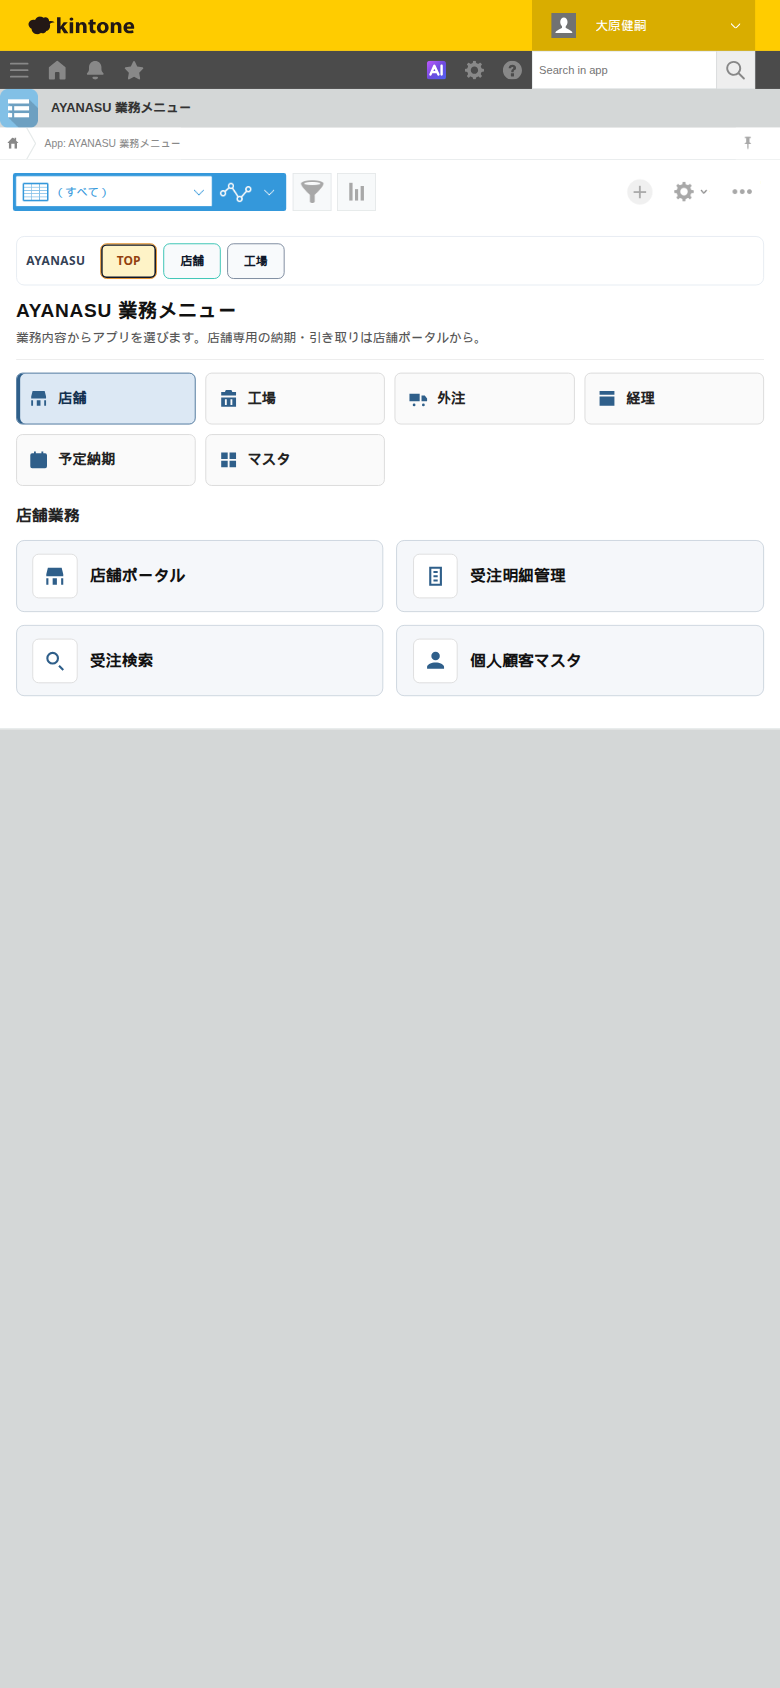 kintone
大原健嗣
AI
Search in app
AYANASU 業務メニュー
App: AYANASU 業務メニュー
(すべて)
AYANASU TOP 店舗 工場
AYANASU 業務メニュー
業務内容からアプリを選びます。店舗専用の納期・引き取りは店舗ポータルから。
店舗 工場 外注 経理
予定納期 マスタ
店舗業務
店舗ポータル 受注明細管理
受注検索 個人顧客マスタ